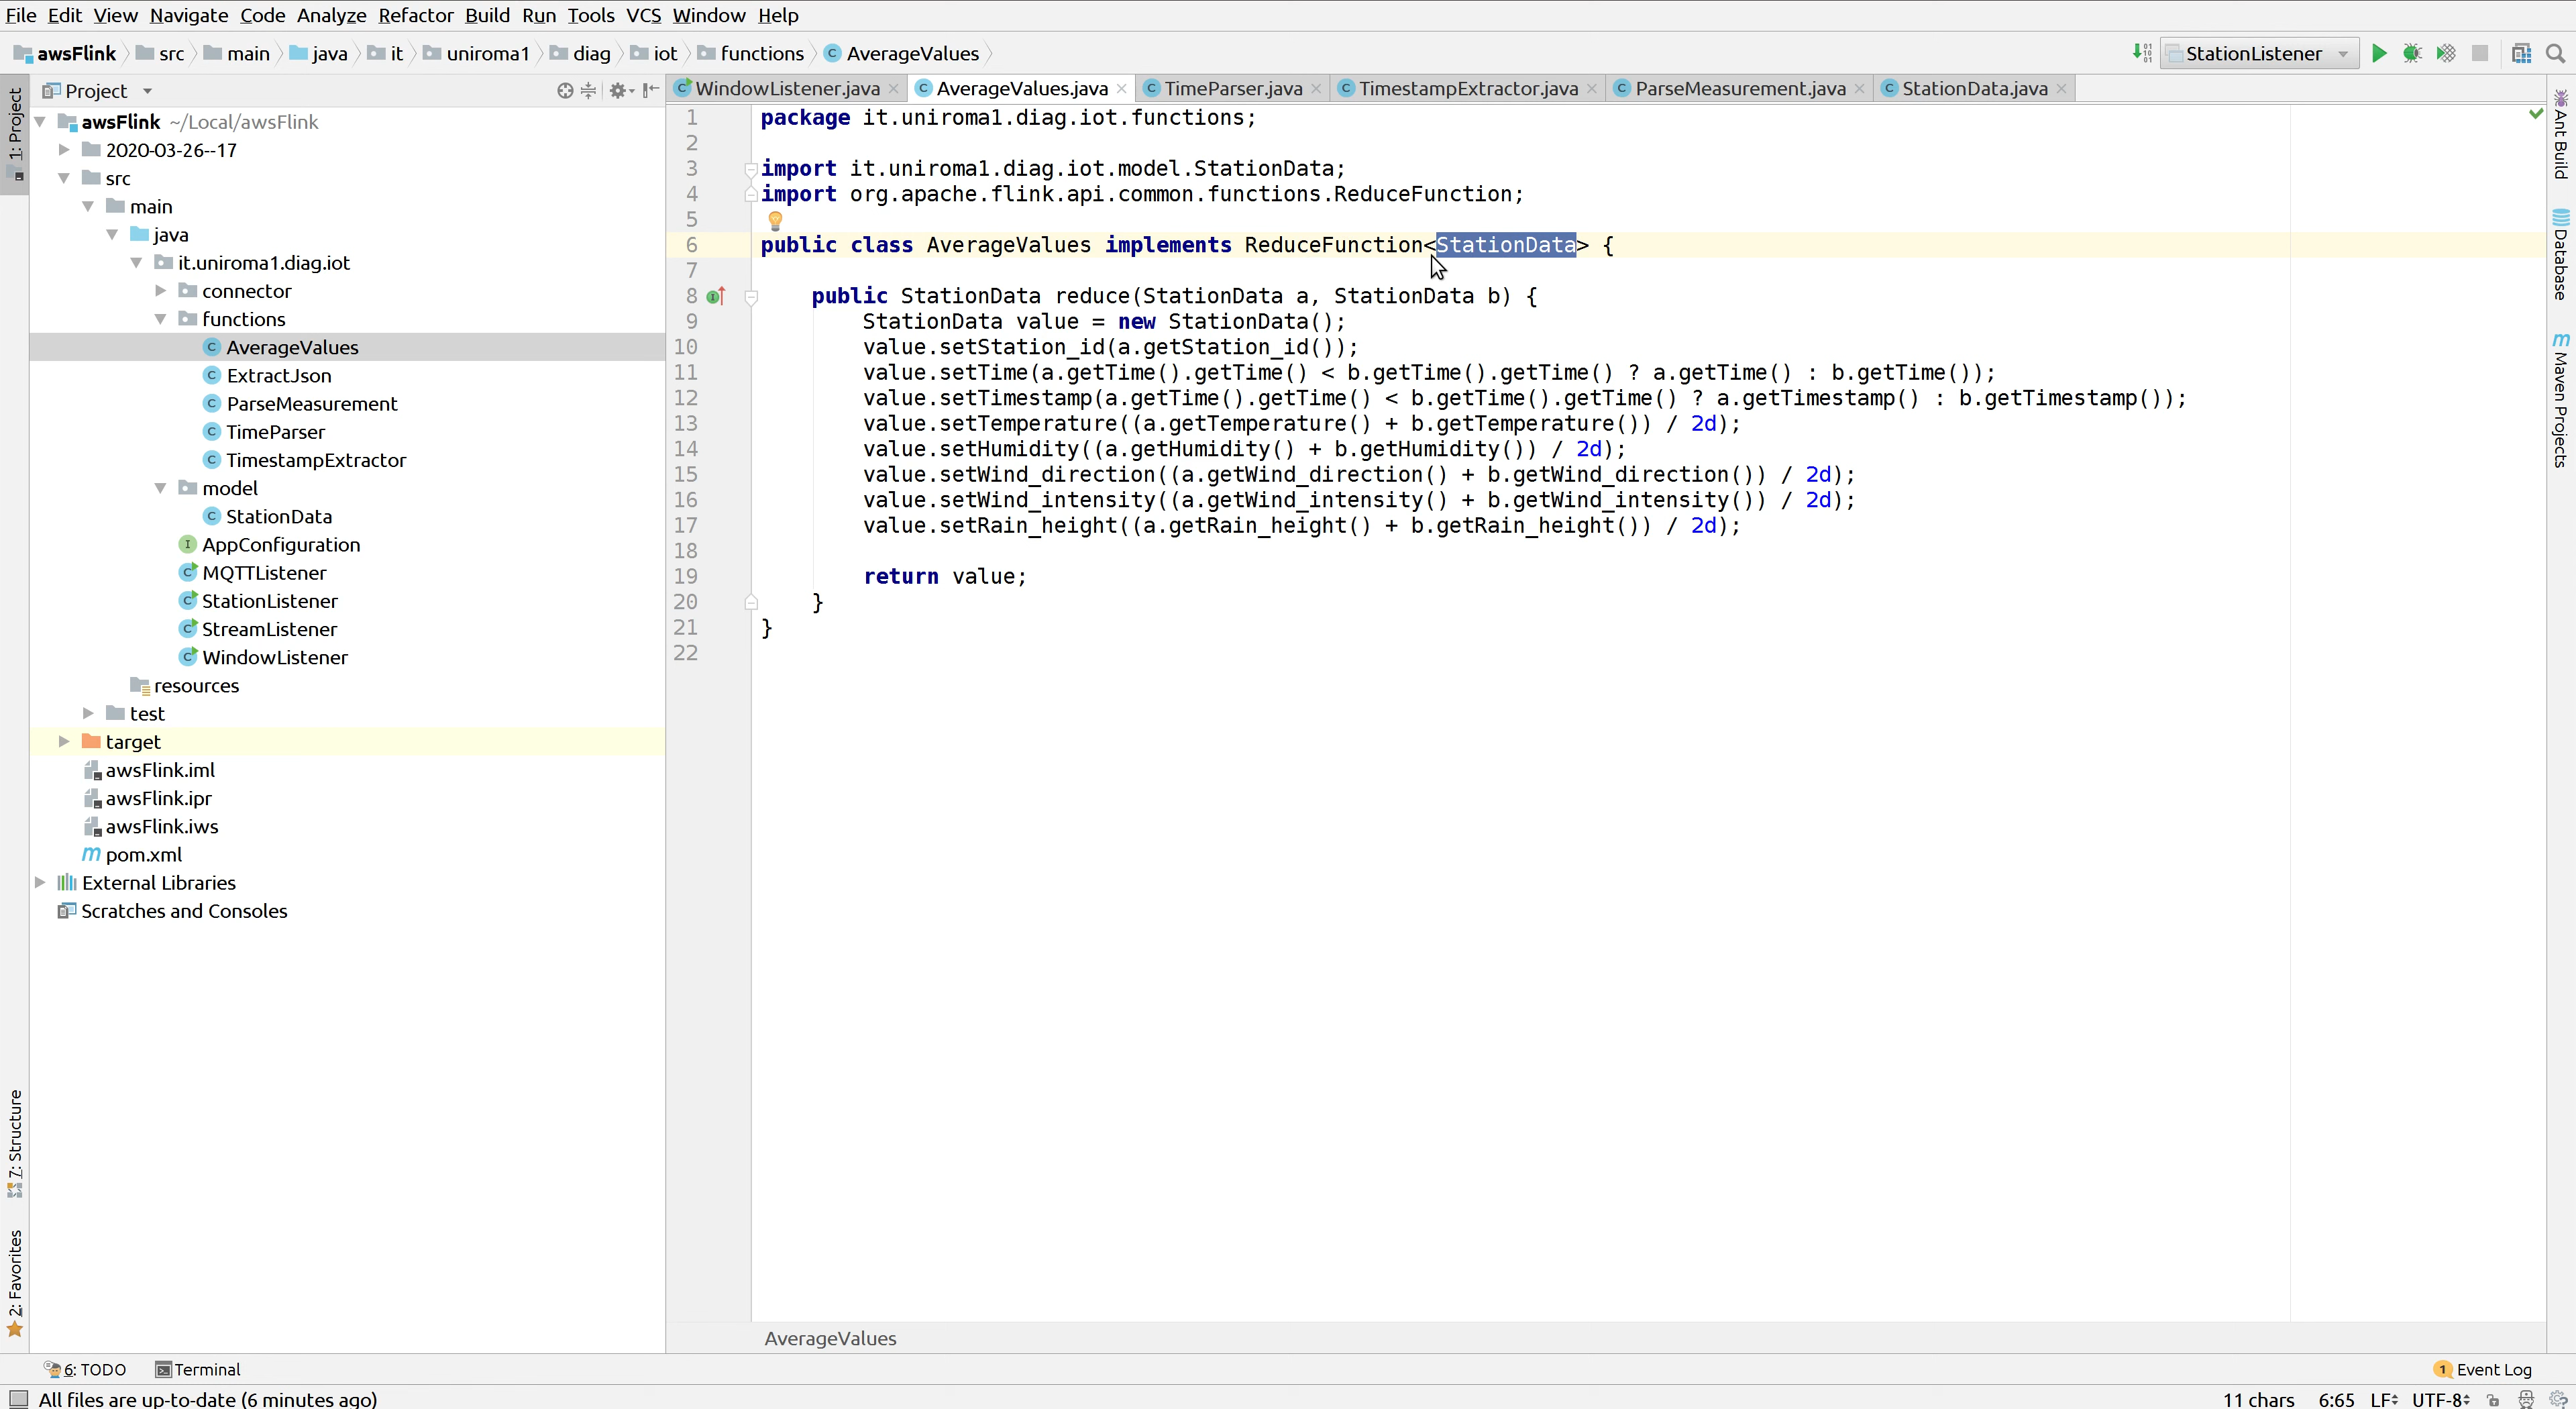 File Edit View Navigate Code Analyze Refactor Build Run Tools VCS Window Help
awsFlink src main java it uniroma1 diag iot functions AverageValues
StationListener
Project
WindowListener.java AverageValues.java TimeParser.java TimestampExtractor.java ParseMeasurement.java StationData.java
1: Project
7: Structure
2: Favorites
awsFlink ~/Local/awsFlink
2020-03-26--17
src
main
java
it.uniroma1.diag.iot
connector
functions
AverageValues
ExtractJson
ParseMeasurement
TimeParser
TimestampExtractor
model
StationData
AppConfiguration
MQTTListener
StationListener
StreamListener
WindowListener
resources
test
target
awsFlink.iml
awsFlink.ipr
awsFlink.iws
pom.xml
External Libraries
Scratches and Consoles
1 package it.uniroma1.diag.iot.functions;
2
3 import it.uniroma1.diag.iot.model.StationData;
4 import org.apache.flink.api.common.functions.ReduceFunction;
5
6 public class AverageValues implements ReduceFunction<StationData> {
7
8 public StationData reduce(StationData a, StationData b) {
9 StationData value = new StationData();
10 value.setStation_id(a.getStation_id());
11 value.setTime(a.getTime().getTime() < b.getTime().getTime() ? a.getTime() : b.getTime());
12 value.setTimestamp(a.getTime().getTime() < b.getTime().getTime() ? a.getTimestamp() : b.getTimestamp());
13 value.setTemperature((a.getTemperature() + b.getTemperature()) / 2d);
14 value.setHumidity((a.getHumidity() + b.getHumidity()) / 2d);
15 value.setWind_direction((a.getWind_direction() + b.getWind_direction()) / 2d);
16 value.setWind_intensity((a.getWind_intensity() + b.getWind_intensity()) / 2d);
17 value.setRain_height((a.getRain_height() + b.getRain_height()) / 2d);
18
19 return value;
20 }
21 }
22
AverageValues
Ant Build
Database
Maven Projects
6: TODO Terminal
1 Event Log
All files are up-to-date (6 minutes ago)
11 chars 6:65 LF UTF-8